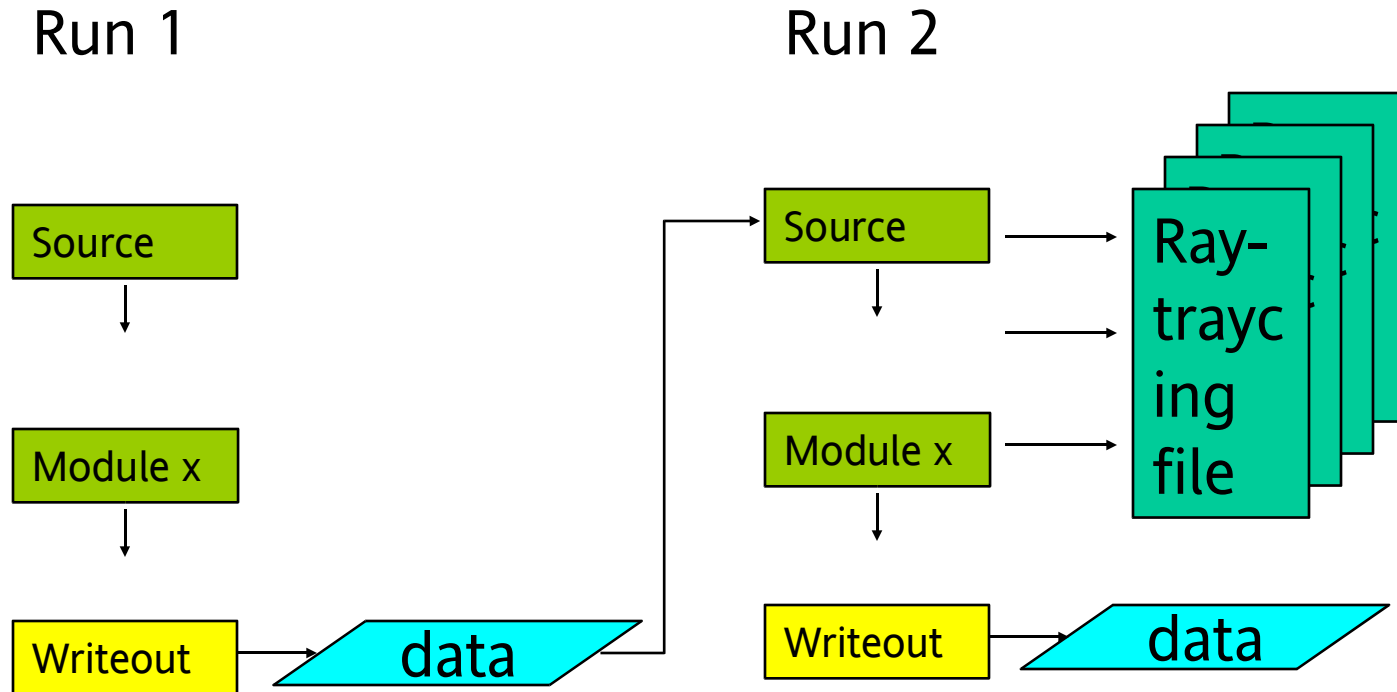 Run 1
Run 2
Source
Module x
Writeout
data
Source
Module x
Writeout
data
Ray-
trayc
ing
file